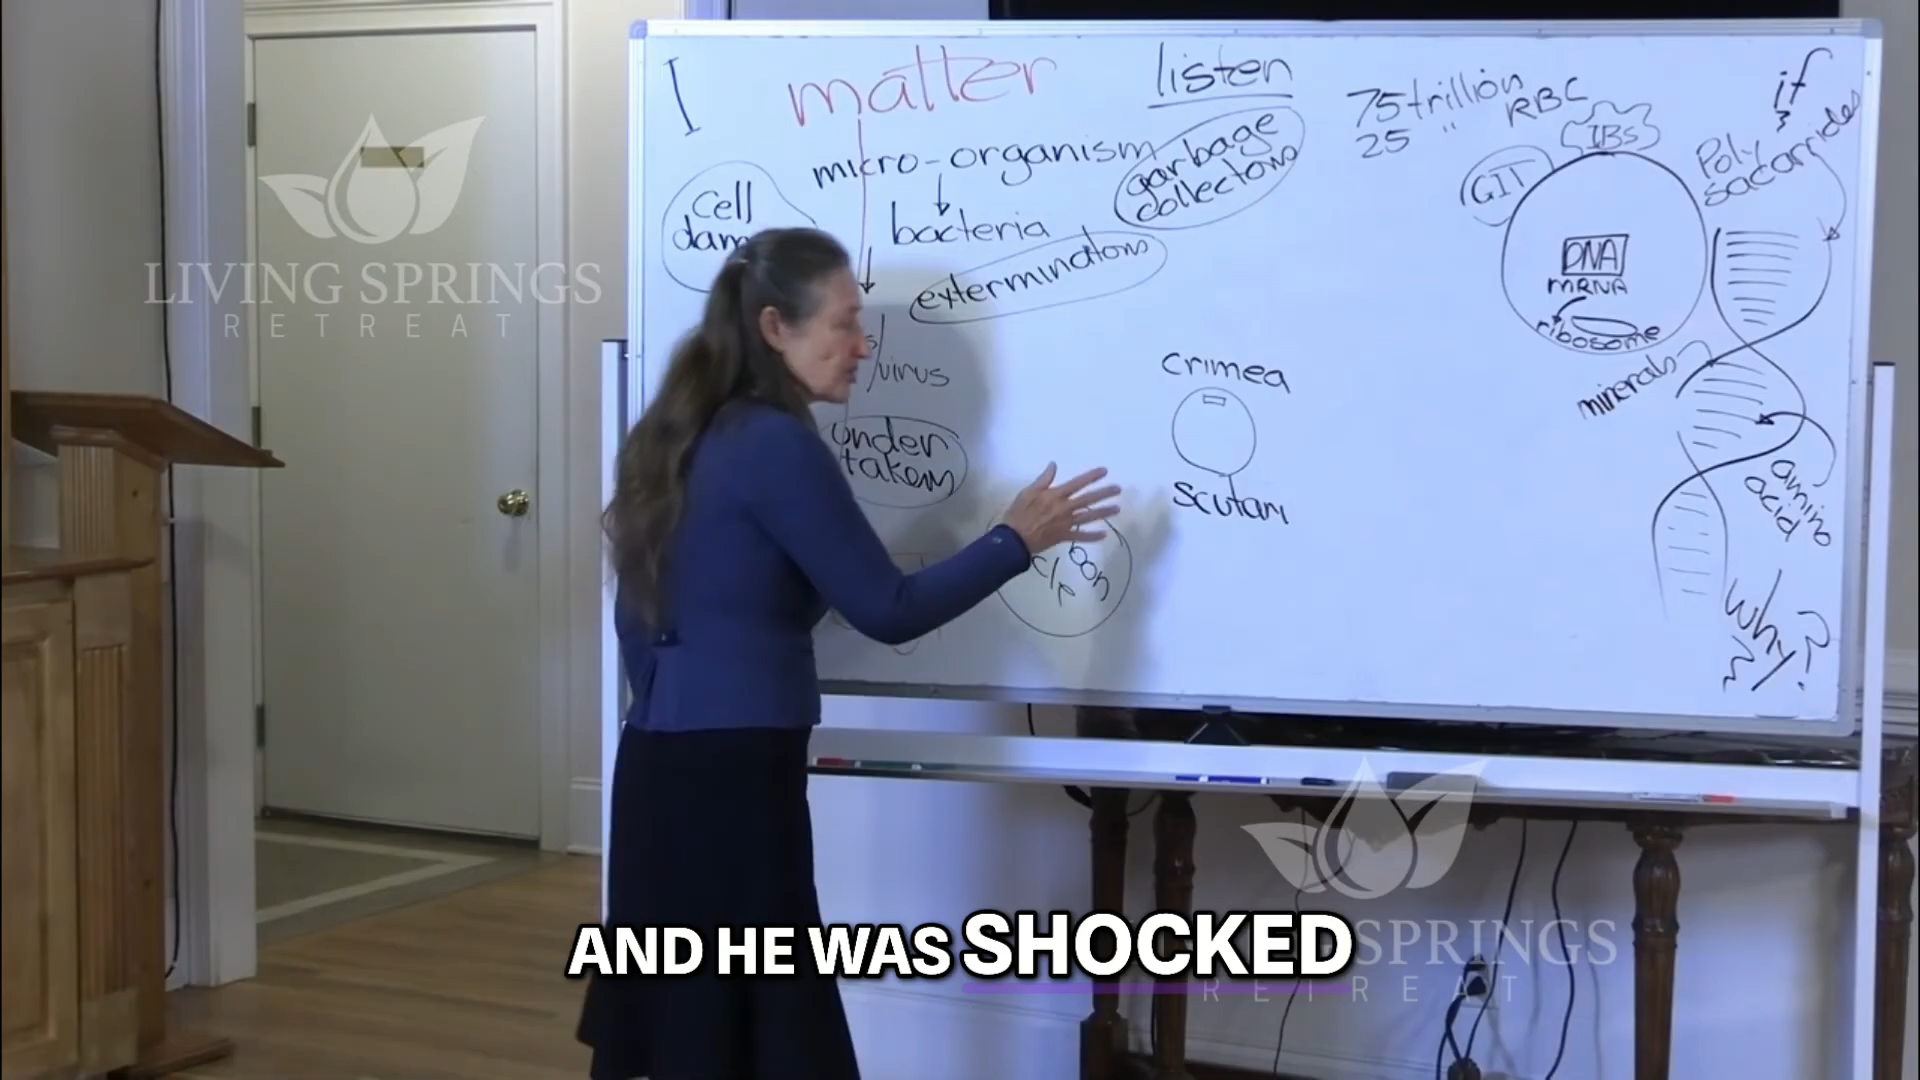 I matter listen
75 trillion RBC
25 "
if
micro-organism
garbage
collectors
IBs
GIT
Poly
sacarrides
cell
bacteria
exterminators
DNA
mRNA
ribosome
/virus
crimea
minerals
under
takers
scutari
amino
acid
Why?
LIVING SPRINGS
RETREAT
AND HE WAS SHOCKED
SPRINGS
RETREAT